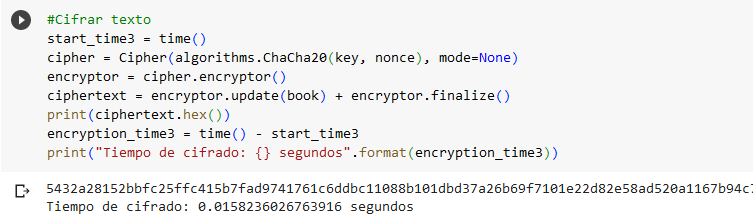 #Cifrar texto
start_time3 = time()
cipher = Cipher(algorithms.ChaCha20(key, nonce), mode=None)
encryptor = cipher.encryptor()
ciphertext = encryptor.update(book) + encryptor.finalize()
print(ciphertext.hex())
encryption_time3 = time() - start_time3
print("Tiempo de cifrado: {} segundos".format(encryption_time3))
5432a28152bbfc25ffc415b7fad9741761c6ddbc11088b101dbd37a26b69f7101e22d82e58ad520a1167b94c7
Tiempo de cifrado: 0.0158236026763916 segundos